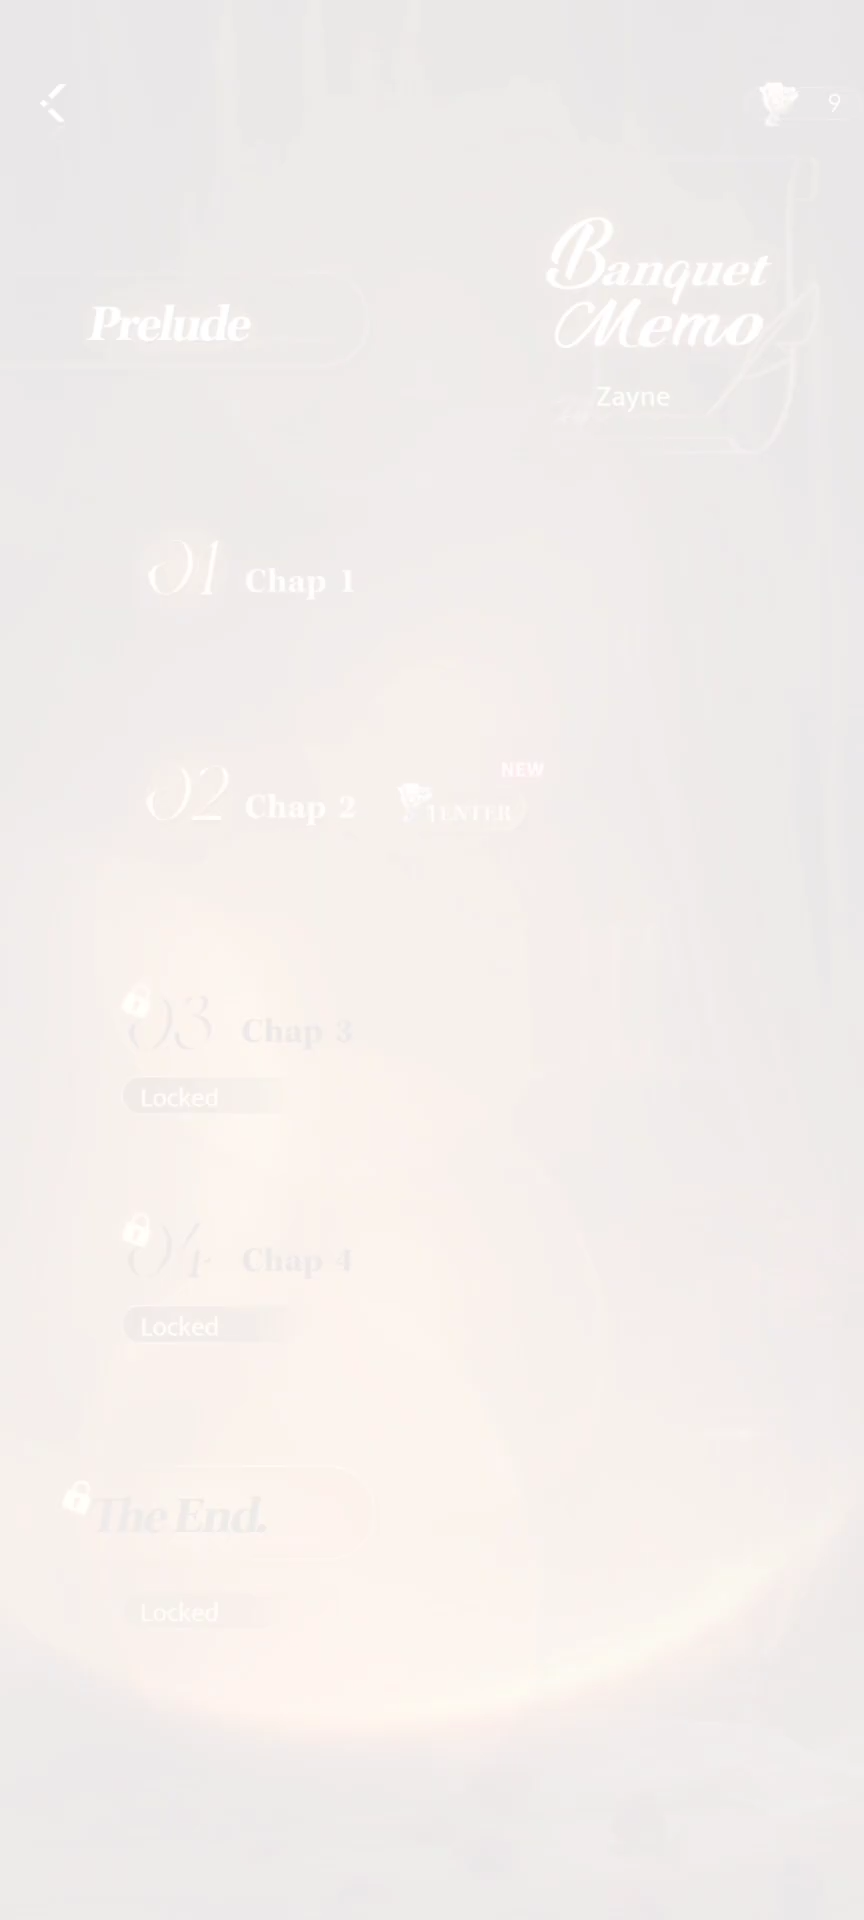 9
Banquet
Memo
Zayne
Prelude
01 Chap 1
02 Chap 2
NEW
1 ENTER
03 Chap 3
Locked
04 Chap 4
Locked
The End.
Locked